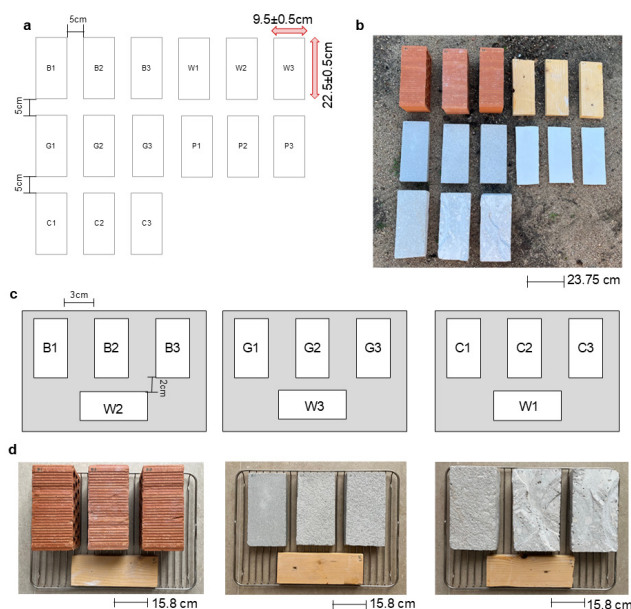 a
5cm
9.5±0.5cm
B1 B2 B3 W1 W2 W3
22.5±0.5cm
5cm
G1 G2 G3 P1 P2 P3
5cm
C1 C2 C3
b
23.75 cm
c
3cm
B1 B2 B3
2cm
W2
G1 G2 G3
W3
C1 C2 C3
W1
d
15.8 cm
15.8 cm
15.8 cm